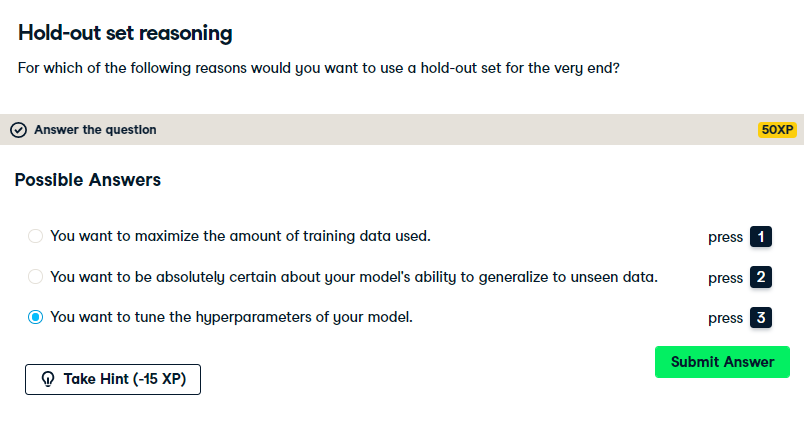 Hold-out set reasoning
For which of the following reasons would you want to use a hold-out set for the very end?
Answer the question
50XP
Possible Answers
You want to maximize the amount of training data used.
press 1
You want to be absolutely certain about your model's ability to generalize to unseen data.
press 2
You want to tune the hyperparameters of your model.
press 3
Submit Answer
Take Hint (-15 XP)